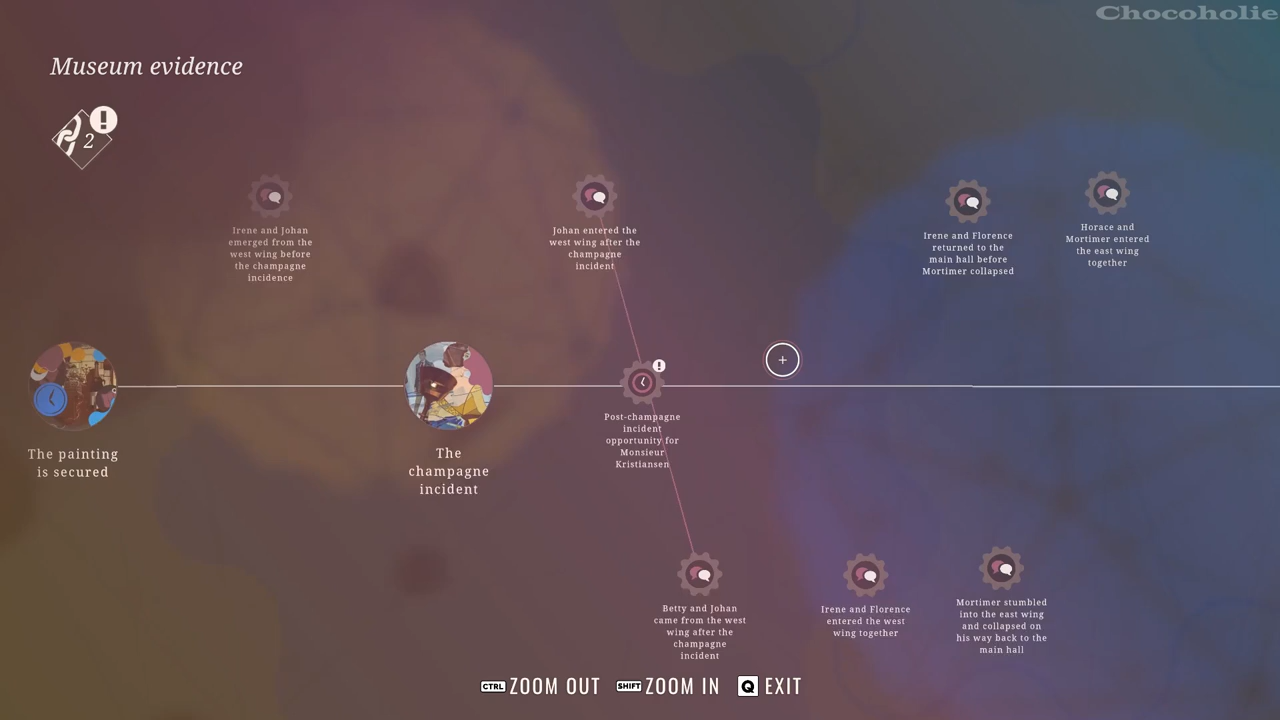 Chocoholie
Museum evidence
2
Irene and Johan
emerged from the
west wing before
the champagne
incidence
Johan entered the
west wing after the
champagne
incident
Irene and Florence
returned to the
main hall before
Mortimer collapsed
Horace and
Mortimer entered
the east wing
together
The painting
is secured
The
champagne
incident
Post-champagne
incident
opportunity for
Monsieur
Kristiansen
Betty and Johan
came from the west
wing after the
champagne
incident
Irene and Florence
entered the west
wing together
Mortimer stumbled
into the east wing
and collapsed on
his way back to the
main hall
CTRL ZOOM OUT SHIFT ZOOM IN Q EXIT